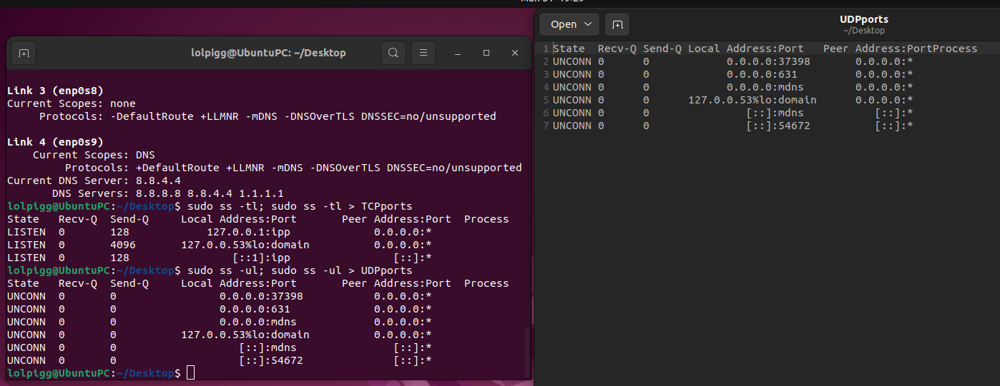 lolpigg@UbuntuPC: ~/Desktop
Link 3 (enp0s8)
Current Scopes: none
     Protocols: -DefaultRoute +LLMNR -mDNS -DNSOverTLS DNSSEC=no/unsupported
Link 4 (enp0s9)
    Current Scopes: DNS
         Protocols: +DefaultRoute +LLMNR -mDNS -DNSOverTLS DNSSEC=no/unsupported
Current DNS Server: 8.8.4.4
       DNS Servers: 8.8.8.8 8.8.4.4 1.1.1.1
lolpigg@UbuntuPC:~/Desktop$ sudo ss -tl; sudo ss -tl > TCPports
State   Recv-Q  Send-Q     Local Address:Port       Peer Address:Port  Process
LISTEN  0       128            127.0.0.1:ipp             0.0.0.0:*
LISTEN  0       4096       127.0.0.53%lo:domain          0.0.0.0:*
LISTEN  0       128                [::1]:ipp                [::]:*
lolpigg@UbuntuPC:~/Desktop$ sudo ss -ul; sudo ss -ul > UDPports
State   Recv-Q  Send-Q     Local Address:Port       Peer Address:Port  Process
UNCONN  0       0                0.0.0.0:37398           0.0.0.0:*
UNCONN  0       0                0.0.0.0:631             0.0.0.0:*
UNCONN  0       0                0.0.0.0:mdns            0.0.0.0:*
UNCONN  0       0          127.0.0.53%lo:domain          0.0.0.0:*
UNCONN  0       0                   [::]:mdns               [::]:*
UNCONN  0       0                   [::]:54672              [::]:*
lolpigg@UbuntuPC:~/Desktop$
Open
UDPports
~/Desktop
1 State  Recv-Q Send-Q Local Address:Port   Peer Address:PortProcess
2 UNCONN 0      0            0.0.0.0:37398       0.0.0.0:*
3 UNCONN 0      0            0.0.0.0:631         0.0.0.0:*
4 UNCONN 0      0            0.0.0.0:mdns        0.0.0.0:*
5 UNCONN 0      0      127.0.0.53%lo:domain      0.0.0.0:*
6 UNCONN 0      0               [::]:mdns           [::]:*
7 UNCONN 0      0               [::]:54672          [::]:*